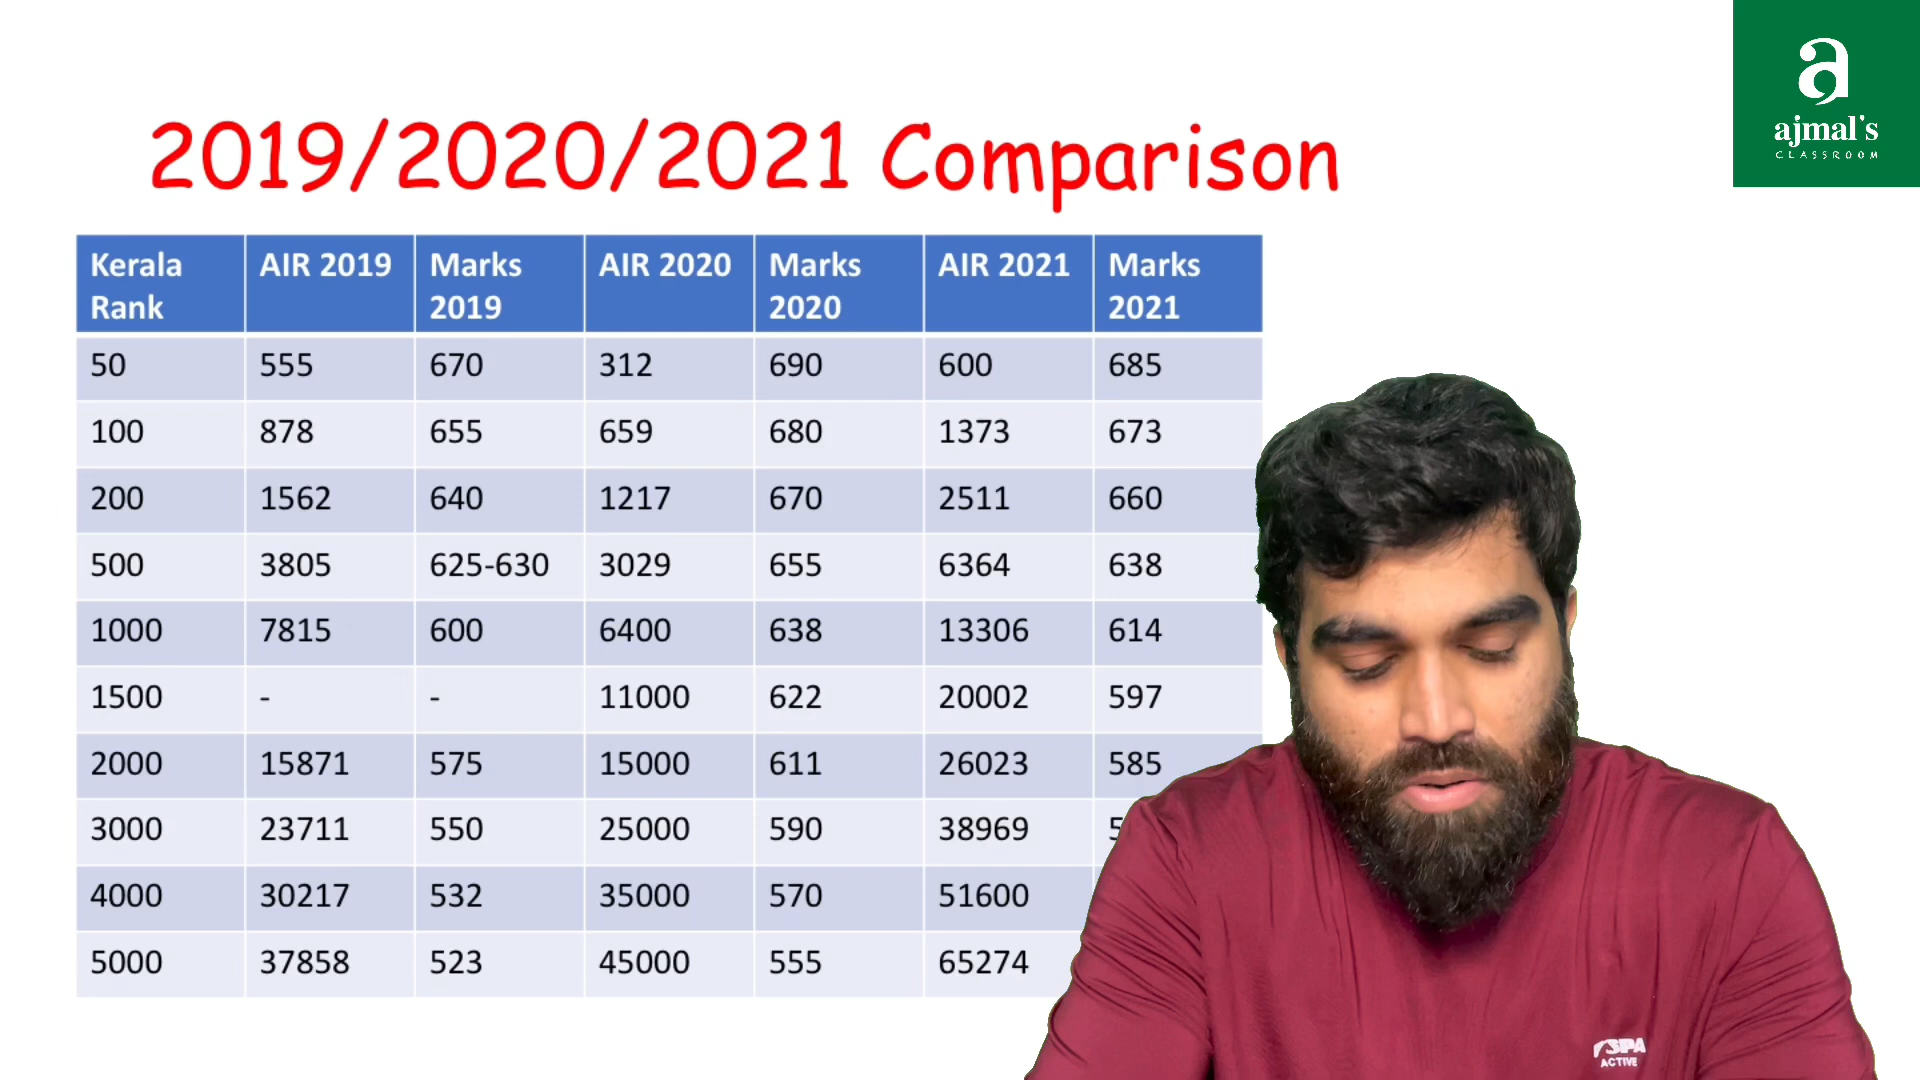 a
ajmal's
CLASSROOM
2019/2020/2021 Comparison
Kerala Rank AIR 2019 Marks 2019 AIR 2020 Marks 2020 AIR 2021 Marks 2021
50 555 670 312 690 600 685
100 878 655 659 680 1373 673
200 1562 640 1217 670 2511 660
500 3805 625-630 3029 655 6364 638
1000 7815 600 6400 638 13306 614
1500 - - 11000 622 20002 597
2000 15871 575 15000 611 26023 585
3000 23711 550 25000 590 38969
4000 30217 532 35000 570 51600
5000 37858 523 45000 555 65274
ACTIVE